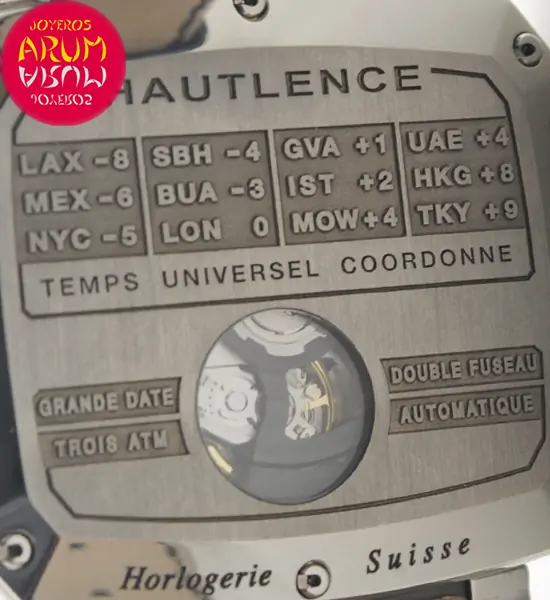 JOYEROS
ARUM
HAUTLENCE
LAX -8 SBH -4 GVA +1 UAE +4
MEX -6 BUA -3 IST +2 HKG +8
NYC -5 LON 0 MOW +4 TKY +9
TEMPS UNIVERSEL COORDONNE
GRANDE DATE
TROIS ATM
DOUBLE FUSEAU
AUTOMATIQUE
Horlogerie Suisse